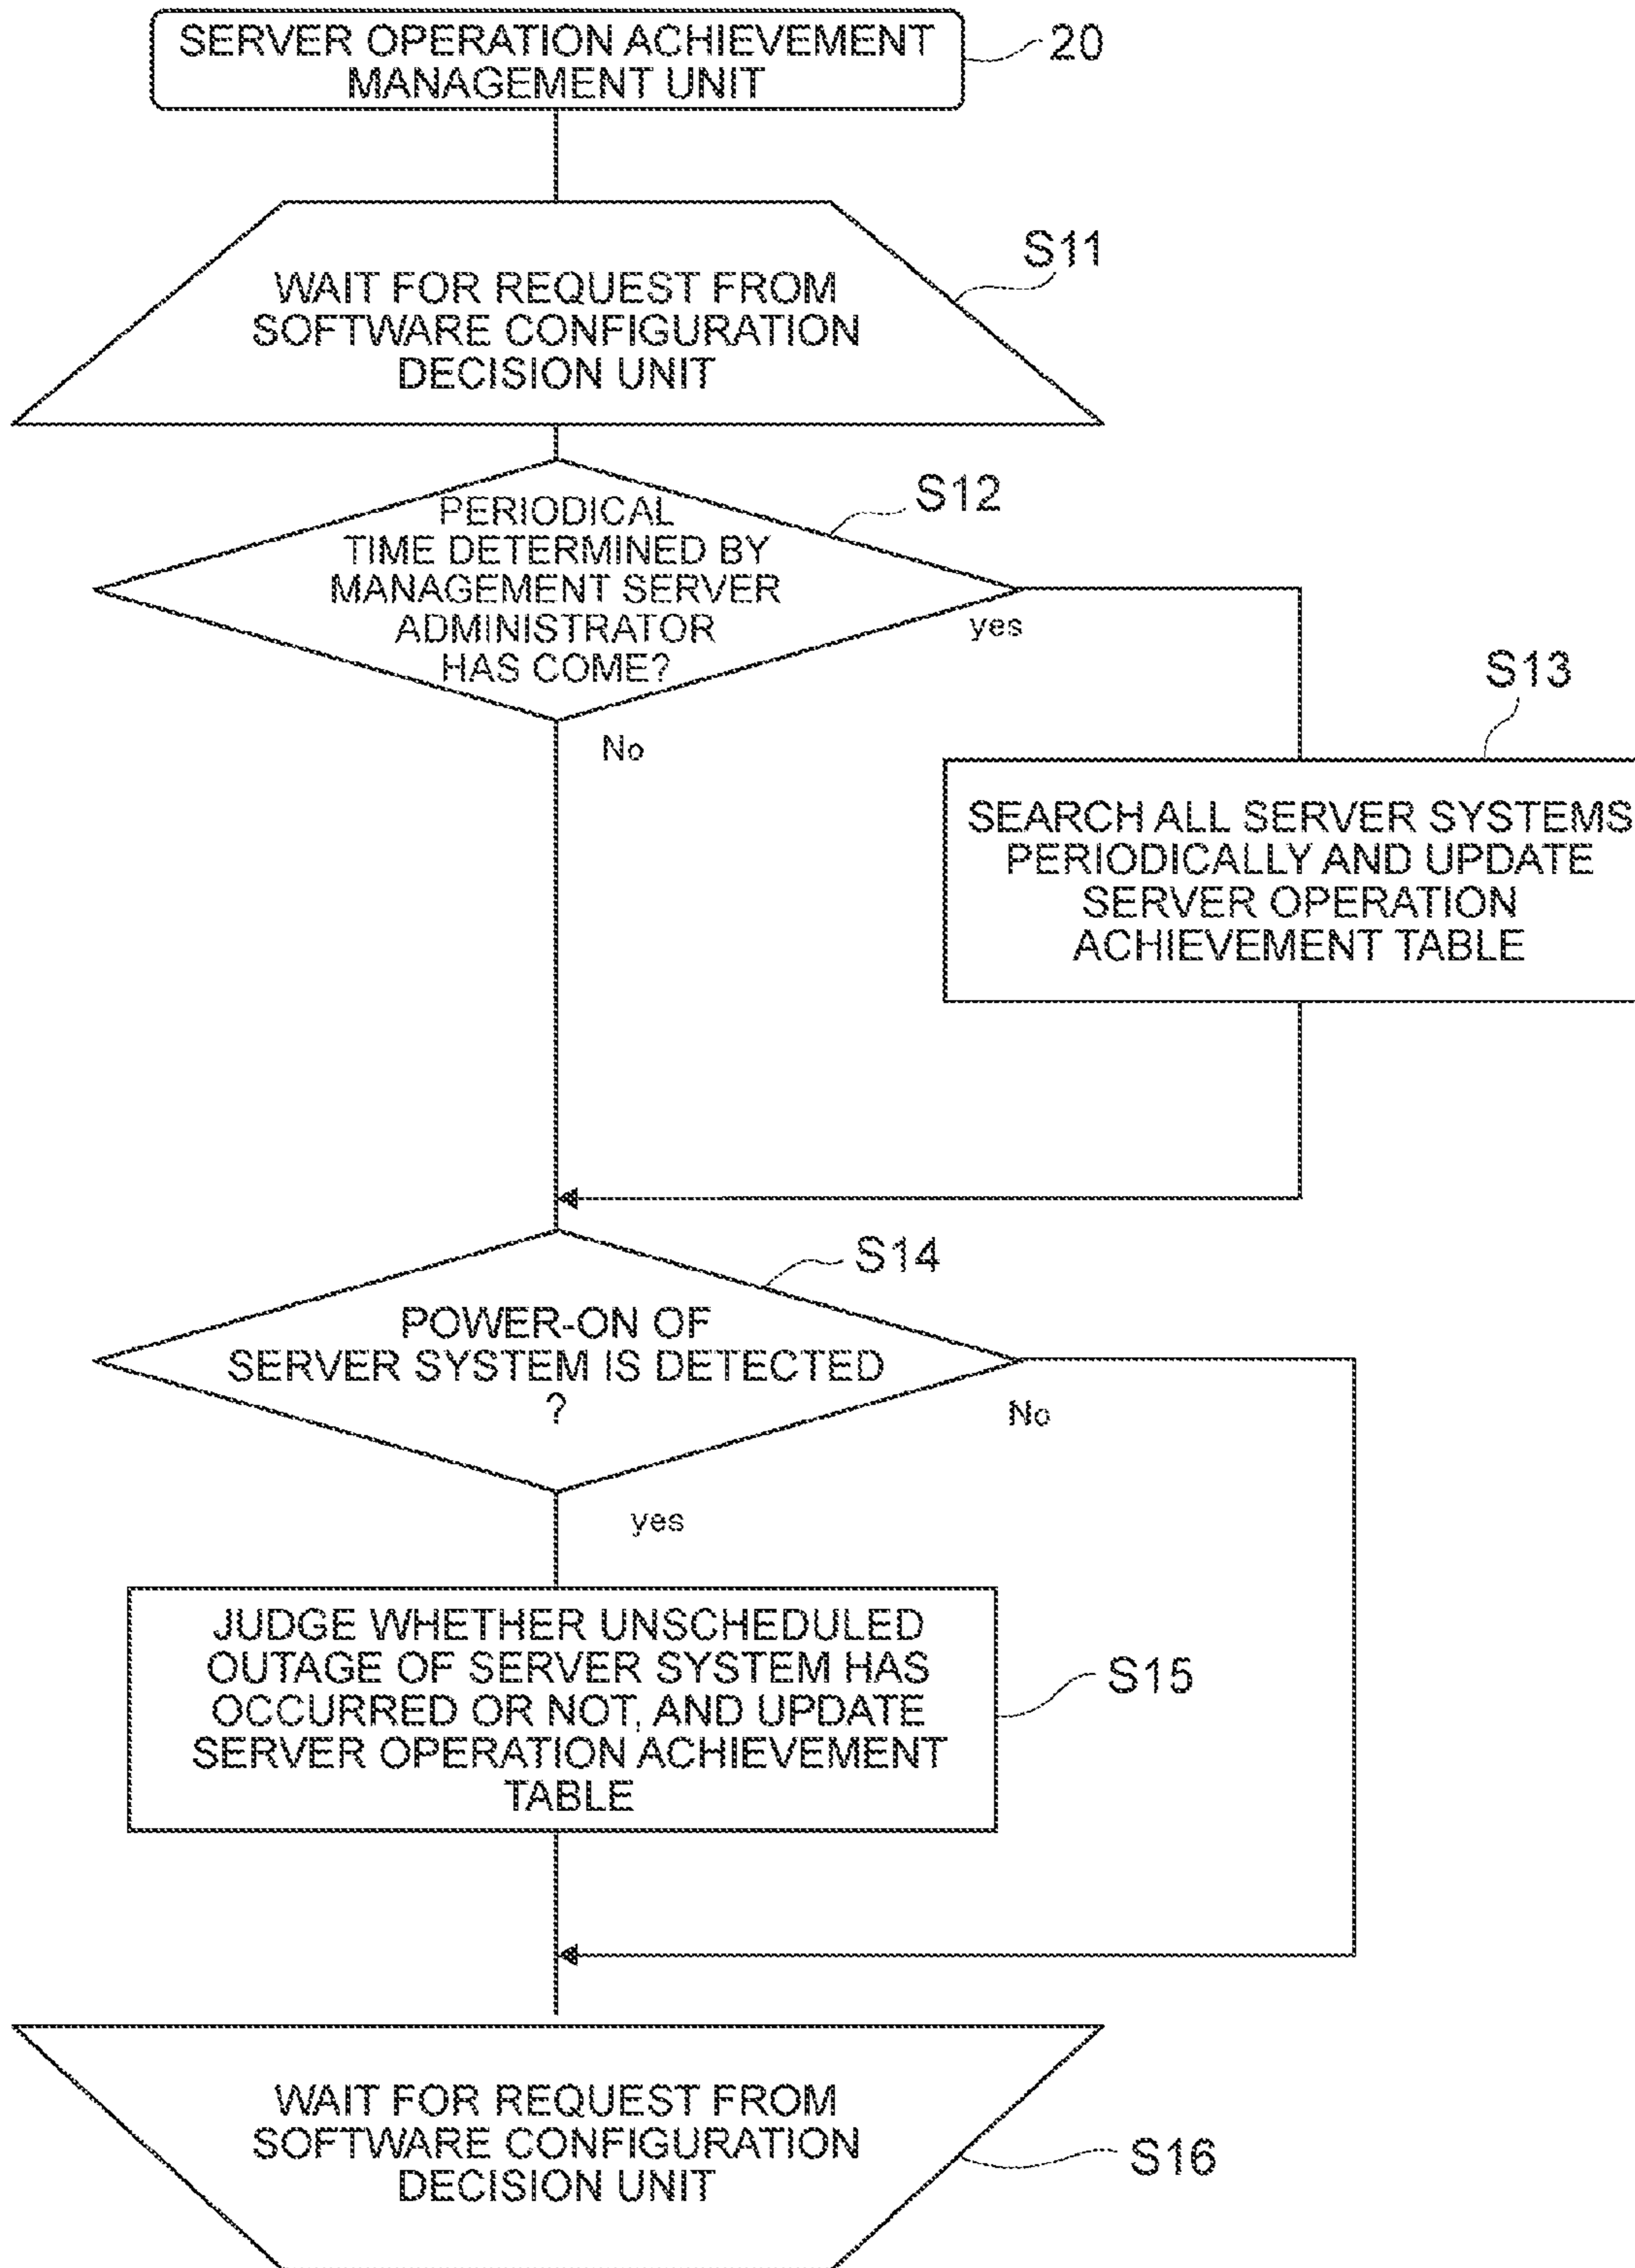 SERVER OPERATION ACHIEVEMENT
MANAGEMENT UNIT
20
WAIT FOR REQUEST FROM
SOFTWARE CONFIGURATION
DECISION UNIT
S11
PERIODICAL
TIME DETERMINED BY
MANAGEMENT SERVER
ADMINISTRATOR
HAS COME?
S12
yes
No
S13
SEARCH ALL SERVER SYSTEMS
PERIODICALLY AND UPDATE
SERVER OPERATION
ACHIEVEMENT TABLE
S14
POWER-ON OF
SERVER SYSTEM IS DETECTED
?
No
yes
JUDGE WHETHER UNSCHEDULED
OUTAGE OF SERVER SYSTEM HAS
OCCURRED OR NOT, AND UPDATE
SERVER OPERATION ACHIEVEMENT
TABLE
S15
WAIT FOR REQUEST FROM
SOFTWARE CONFIGURATION
DECISION UNIT
S16